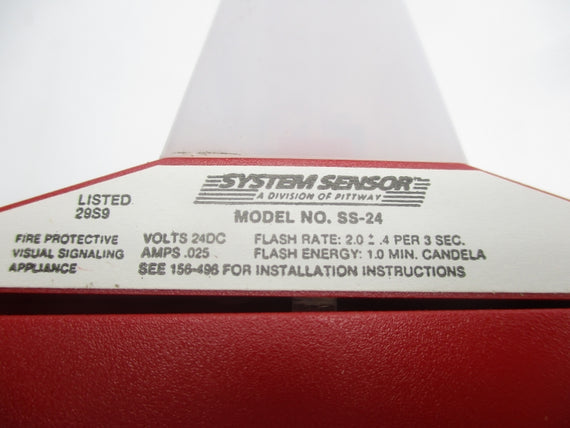 SYSTEM SENSOR™
A DIVISION OF PITTWAY
LISTED
29S9
MODEL NO. SS-24
FIRE PROTECTIVE
VISUAL SIGNALING
APPLIANCE
VOLTS 24DC
AMPS .025
FLASH RATE: 2.0 ± .4 PER 3 SEC.
FLASH ENERGY: 1.0 MIN. CANDELA
SEE 156-496 FOR INSTALLATION INSTRUCTIONS